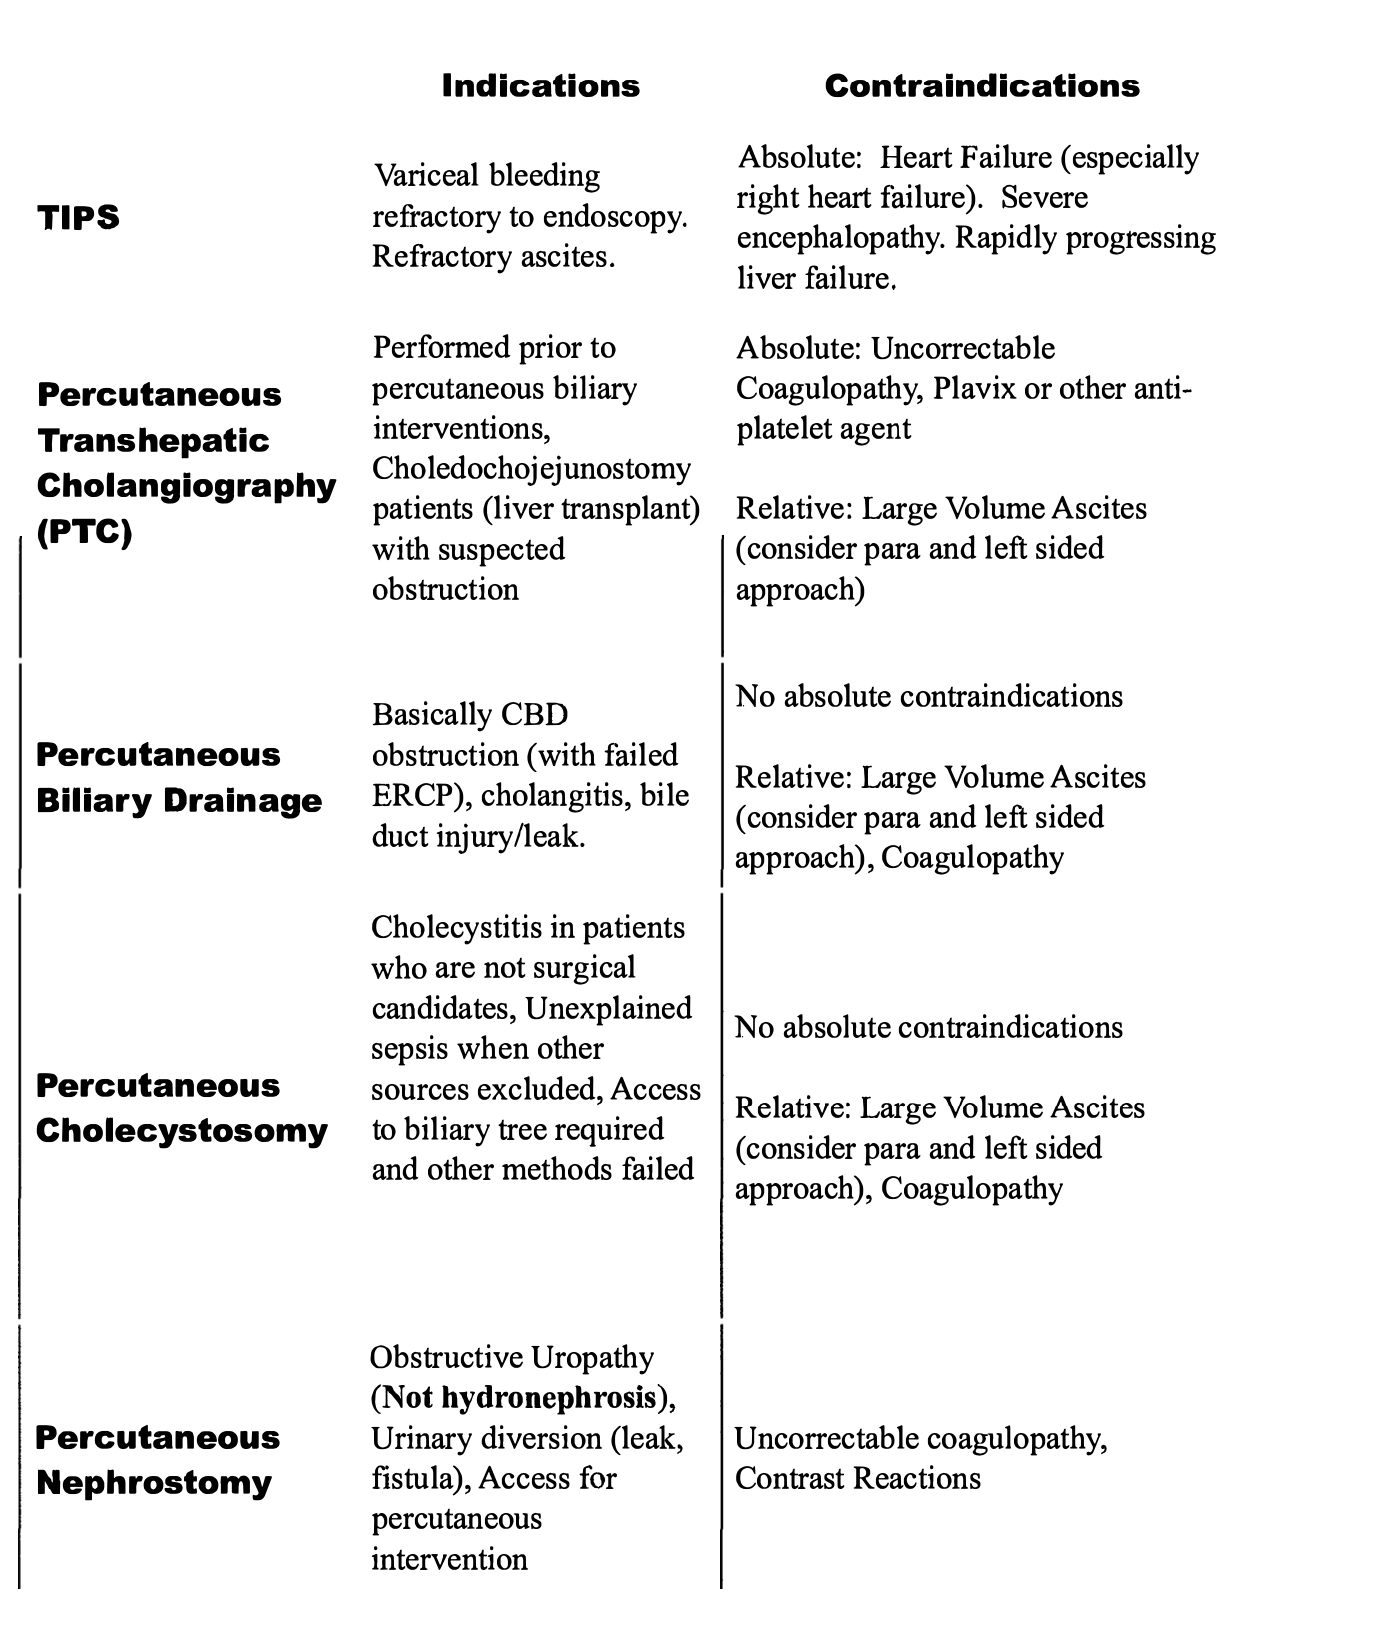 Indications
Contraindications
TIPS
Variceal bleeding
refractory to endoscopy.
Refractory ascites.
Absolute: Heart Failure (especially
right heart failure). Severe
encephalopathy. Rapidly progressing
liver failure.
Percutaneous
Transhepatic
Cholangiography
(PTC)
Performed prior to
percutaneous biliary
interventions,
Choledochojejunostomy
patients (liver transplant)
with suspected
obstruction
Absolute: Uncorrectable
Coagulopathy, Plavix or other anti-
platelet agent
Relative: Large Volume Ascites
(consider para and left sided
approach)
Percutaneous
Biliary Drainage
Basically CBD
obstruction (with failed
ERCP), cholangitis, bile
duct injury/leak.
No absolute contraindications
Relative: Large Volume Ascites
(consider para and left sided
approach), Coagulopathy
Percutaneous
Cholecystosomy
Cholecystitis in patients
who are not surgical
candidates, Unexplained
sepsis when other
sources excluded, Access
to biliary tree required
and other methods failed
No absolute contraindications
Relative: Large Volume Ascites
(consider para and left sided
approach), Coagulopathy
Percutaneous
Nephrostomy
Obstructive Uropathy
(Not hydronephrosis),
Urinary diversion (leak,
fistula), Access for
percutaneous
intervention
Uncorrectable coagulopathy,
Contrast Reactions